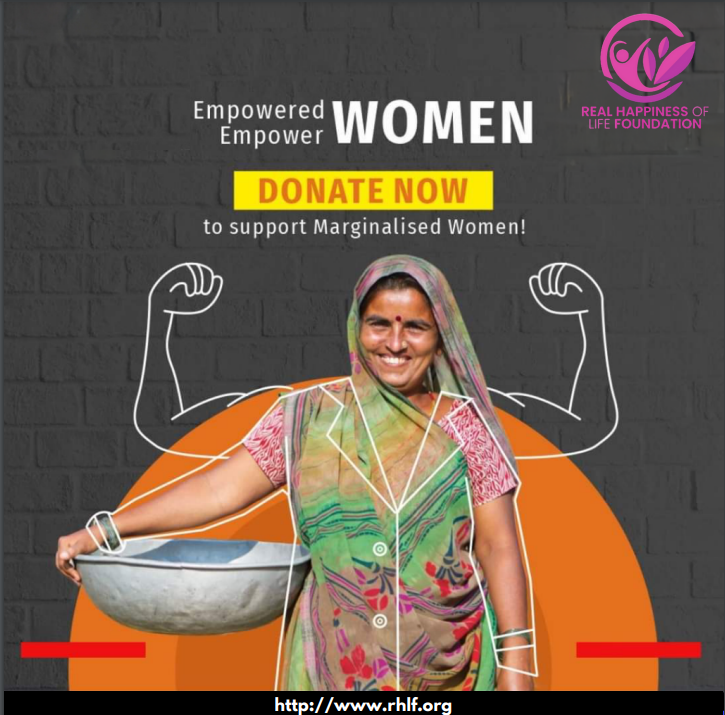 REAL HAPPINESS OF
LIFE FOUNDATION
Empowered
Empower WOMEN
DONATE NOW
to support Marginalised Women!
http://www.rhlf.org